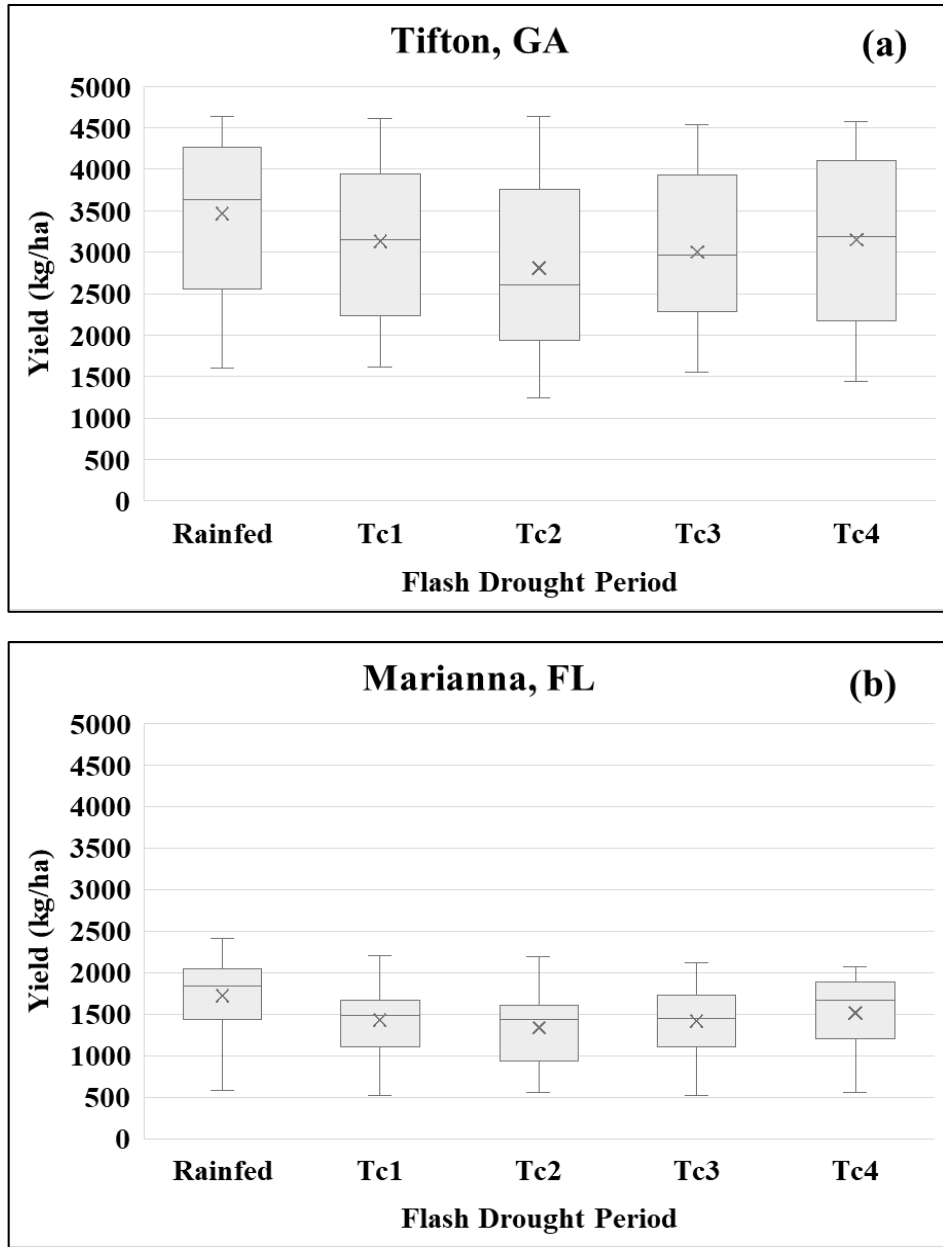 Tifton, GA
(a)
Yield (kg/ha)
5000
4500
4000
3500
3000
2500
2000
1500
1000
500
0
Rainfed Tc1 Tc2 Tc3 Tc4
Flash Drought Period
Marianna, FL
(b)
Yield (kg/ha)
5000
4500
4000
3500
3000
2500
2000
1500
1000
500
0
Rainfed Tc1 Tc2 Tc3 Tc4
Flash Drought Period